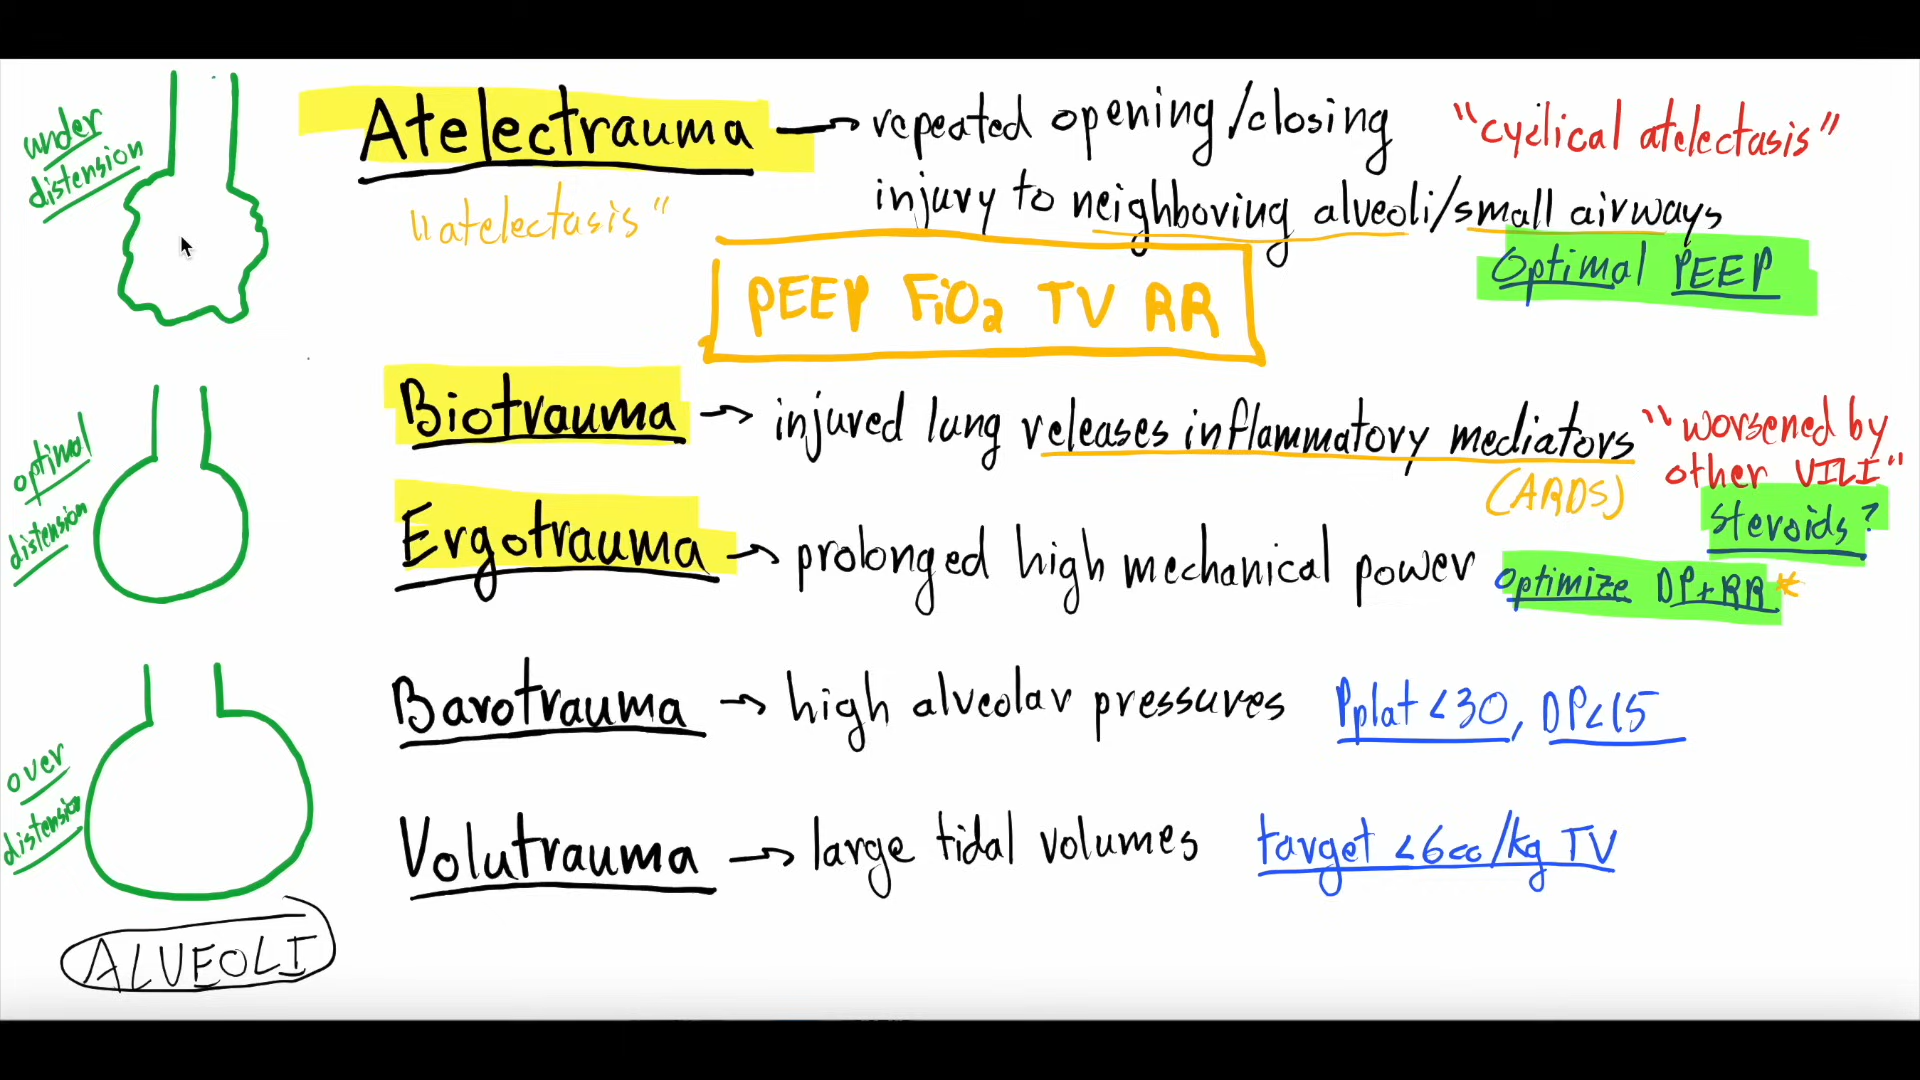 under
distension
Atelectrauma → repeated opening/closing "cyclical atelectasis"
"atelectasis" injury to neighboring alveoli/small airways
Optimal PEEP
PEEP FiO2 TV RR
optimal
distension
Biotrauma → injured lung releases inflammatory mediators "worsened by
other VILI"
(ARDS)
steroids?
Ergotrauma → prolonged high mechanical power optimize DP+RR*
over
distension
Barotrauma → high alveolar pressures Pplat <30, DP<15
Volutrauma → large tidal volumes target <6cc/kg TV
ALVEOLI